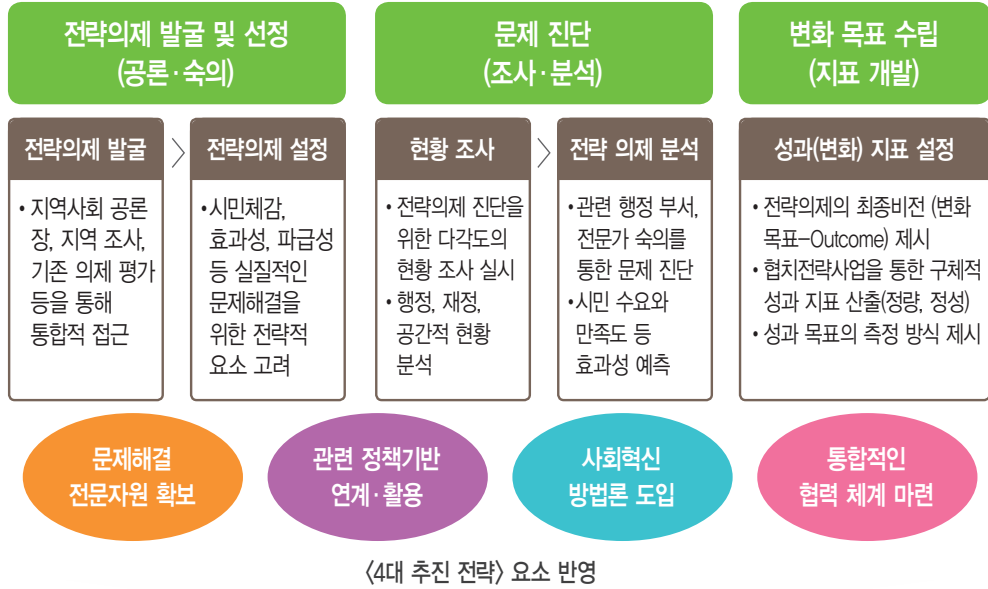 전략의제 발굴 및 선정
(공론·숙의)
문제 진단
(조사·분석)
변화 목표 수립
(지표 개발)
전략의제 발굴
• 지역사회 공론
장, 지역 조사,
기존 의제 평가
등을 통해
통합적 접근
전략의제 설정
•시민체감,
효과성, 파급성
등 실질적인
문제해결을
위한 전략적
요소 고려
현황 조사
• 전략의제 진단을
위한 다각도의
현황 조사 실시
• 행정, 재정,
공간적 현황
분석
전략 의제 분석
•관련 행정 부서,
전문가 숙의를
통한 문제 진단
•시민 수요와
만족도 등
효과성 예측
성과(변화) 지표 설정
• 전략의제의 최종비전 (변화
목표-Outcome) 제시
• 협치전략사업을 통한 구체적
성과 지표 산출(정량, 정성)
• 성과 목표의 측정 방식 제시
문제해결
전문자원 확보
관련 정책기반
연계·활용
사회혁신
방법론 도입
통합적인
협력 체계 마련
〈4대 추진 전략〉 요소 반영